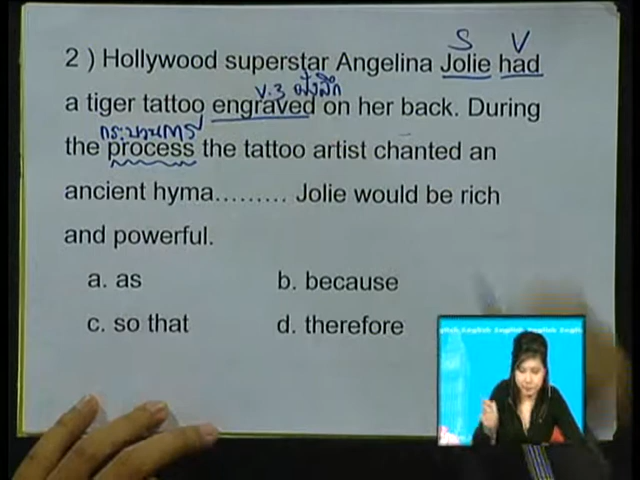 S V
2 ) Hollywood superstar Angelina Jolie had
V.3 ฝังลึก
a tiger tattoo engraved on her back. During
กระบวนการ
the process the tattoo artist chanted an
ancient hyma......... Jolie would be rich
and powerful.
a. as b. because
c. so that d. therefore